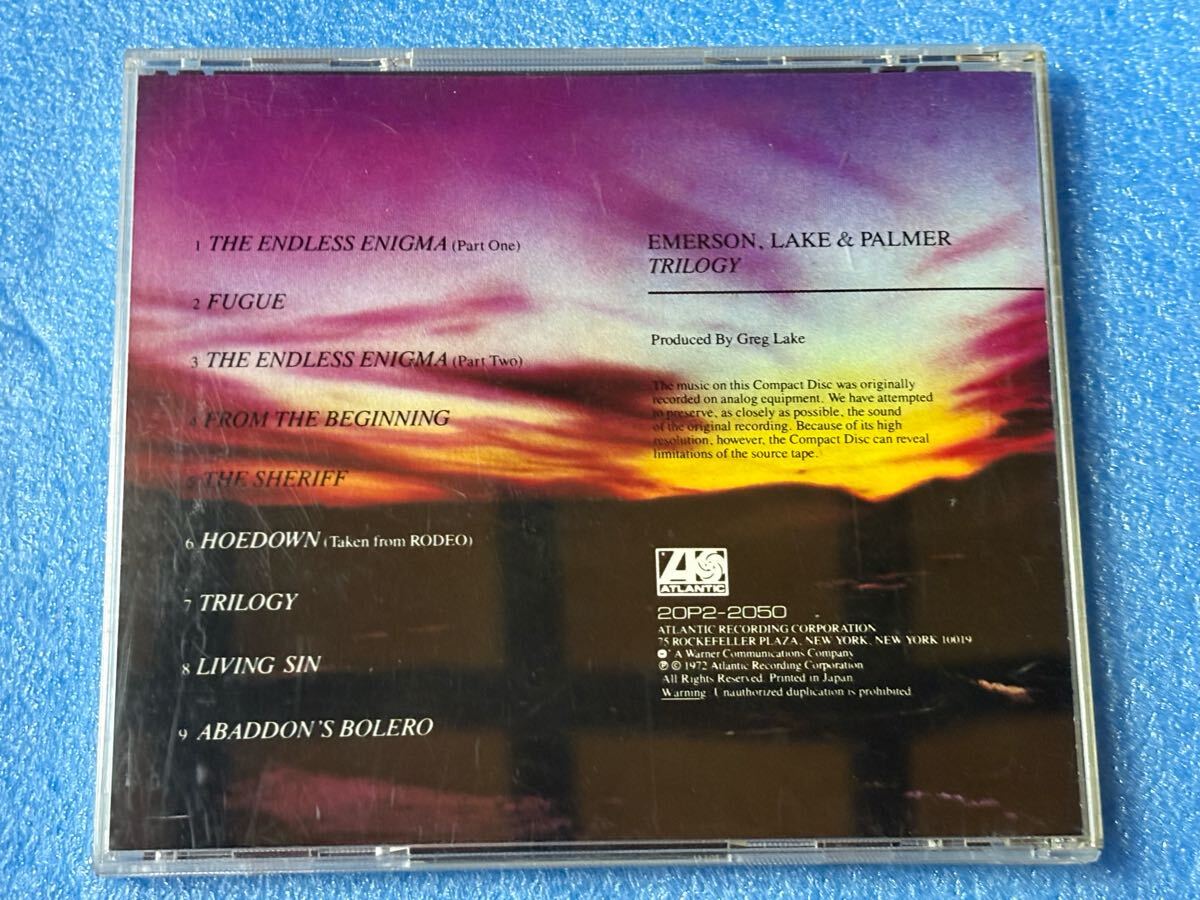 1 THE ENDLESS ENIGMA (Part One)
2 FUGUE
3 THE ENDLESS ENIGMA (Part Two)
4 FROM THE BEGINNING
5 THE SHERIFF
6 HOEDOWN (Taken from RODEO)
7 TRILOGY
8 LIVING SIN
9 ABADDON'S BOLERO
EMERSON, LAKE & PALMER
TRILOGY
Produced By Greg Lake
The music on this Compact Disc was originally
recorded on analog equipment. We have attempted
to preserve, as closely as possible, the sound
of the original recording. Because of its high
resolution, however, the Compact Disc can reveal
limitations of the source tape.
ATLANTIC
20P2-2050
ATLANTIC RECORDING CORPORATION
75 ROCKEFELLER PLAZA, NEW YORK, NEW YORK 10019
A Warner Communications Company
℗ © 1972 Atlantic Recording Corporation
All Rights Reserved. Printed in Japan
Warning: Unauthorized duplication is prohibited